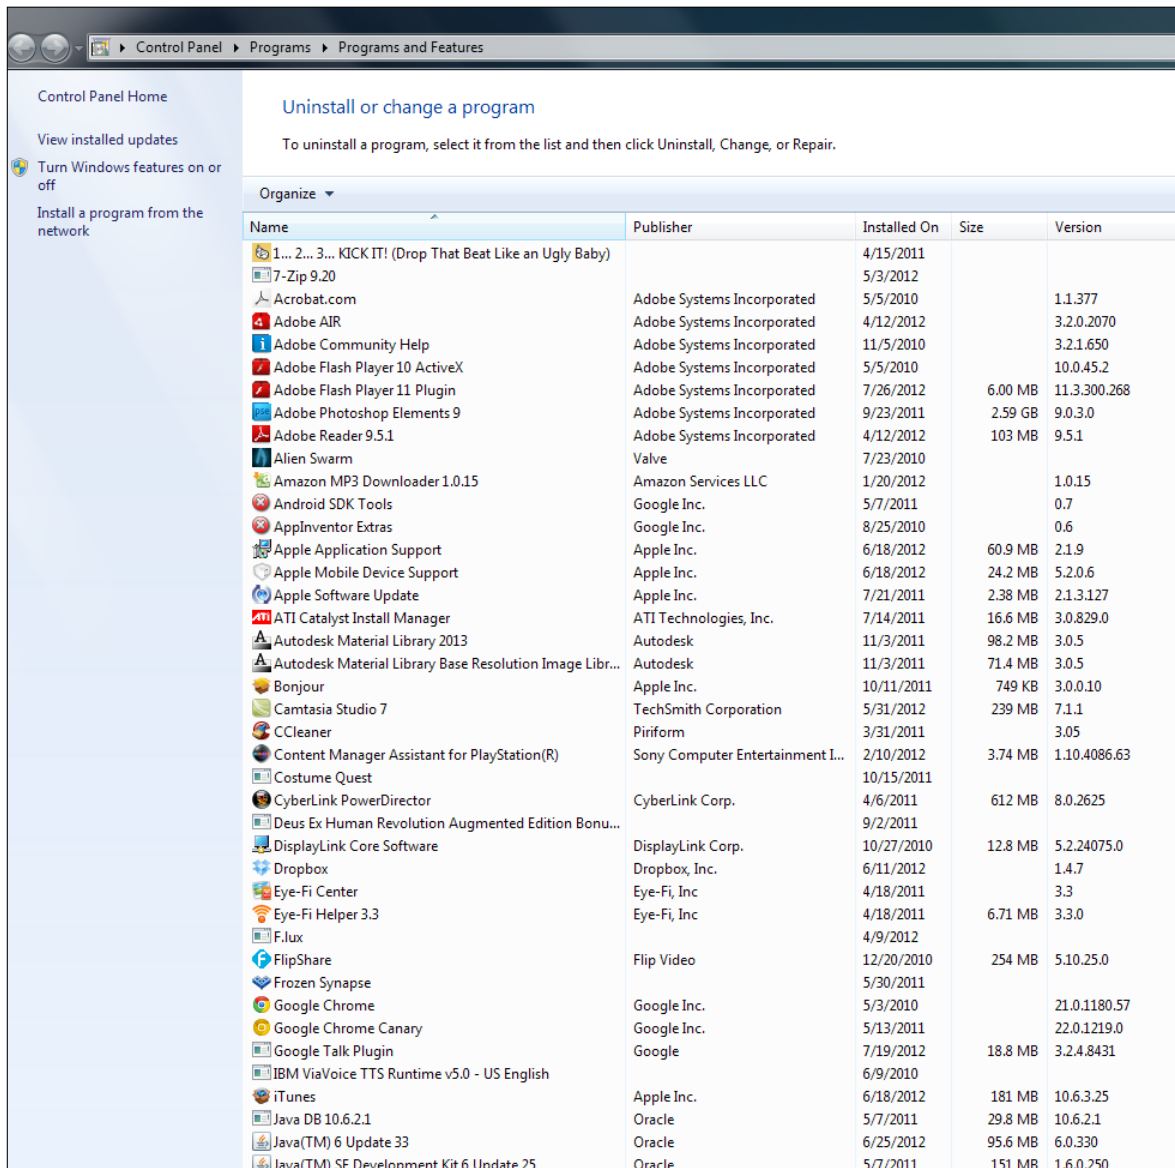 Control Panel Programs Programs and Features
Control Panel Home
View installed updates
Turn Windows features on or
off
Install a program from the
network
Uninstall or change a program
To uninstall a program, select it from the list and then click Uninstall, Change, or Repair.
Organize
Name Publisher Installed On Size Version
1... 2... 3... KICK IT! (Drop That Beat Like an Ugly Baby) 4/15/2011
7-Zip 9.20 5/3/2012
Acrobat.com Adobe Systems Incorporated 5/5/2010 1.1.377
Adobe AIR Adobe Systems Incorporated 4/12/2012 3.2.0.2070
Adobe Community Help Adobe Systems Incorporated 11/5/2010 3.2.1.650
Adobe Flash Player 10 ActiveX Adobe Systems Incorporated 5/5/2010 10.0.45.2
Adobe Flash Player 11 Plugin Adobe Systems Incorporated 7/26/2012 6.00 MB 11.3.300.268
pse Adobe Photoshop Elements 9 Adobe Systems Incorporated 9/23/2011 2.59 GB 9.0.3.0
Adobe Reader 9.5.1 Adobe Systems Incorporated 4/12/2012 103 MB 9.5.1
Alien Swarm Valve 7/23/2010
Amazon MP3 Downloader 1.0.15 Amazon Services LLC 1/20/2012 1.0.15
Android SDK Tools Google Inc. 5/7/2011 0.7
AppInventor Extras Google Inc. 8/25/2010 0.6
Apple Application Support Apple Inc. 6/18/2012 60.9 MB 2.1.9
Apple Mobile Device Support Apple Inc. 6/18/2012 24.2 MB 5.2.0.6
Apple Software Update Apple Inc. 7/21/2011 2.38 MB 2.1.3.127
ATI ATI Catalyst Install Manager ATI Technologies, Inc. 7/14/2011 16.6 MB 3.0.829.0
Autodesk Material Library 2013 Autodesk 11/3/2011 98.2 MB 3.0.5
Autodesk Material Library Base Resolution Image Libr... Autodesk 11/3/2011 71.4 MB 3.0.5
Bonjour Apple Inc. 10/11/2011 749 KB 3.0.0.10
Camtasia Studio 7 TechSmith Corporation 5/31/2012 239 MB 7.1.1
CCleaner Piriform 3/31/2011 3.05
Content Manager Assistant for PlayStation(R) Sony Computer Entertainment I... 2/10/2012 3.74 MB 1.10.4086.63
Costume Quest 10/15/2011
CyberLink PowerDirector CyberLink Corp. 4/6/2011 612 MB 8.0.2625
Deus Ex Human Revolution Augmented Edition Bonu... 9/2/2011
DisplayLink Core Software DisplayLink Corp. 10/27/2010 12.8 MB 5.2.24075.0
Dropbox Dropbox, Inc. 6/11/2012 1.4.7
Eye-Fi Center Eye-Fi, Inc 4/18/2011 3.3
Eye-Fi Helper 3.3 Eye-Fi, Inc 4/18/2011 6.71 MB 3.3.0
F.lux 4/9/2012
FlipShare Flip Video 12/20/2010 254 MB 5.10.25.0
Frozen Synapse 5/30/2011
Google Chrome Google Inc. 5/3/2010 21.0.1180.57
Google Chrome Canary Google Inc. 5/13/2011 22.0.1219.0
Google Talk Plugin Google 7/19/2012 18.8 MB 3.2.4.8431
IBM ViaVoice TTS Runtime v5.0 - US English 6/9/2010
iTunes Apple Inc. 6/18/2012 181 MB 10.6.3.25
Java DB 10.6.2.1 Oracle 5/7/2011 29.8 MB 10.6.2.1
Java(TM) 6 Update 33 Oracle 6/25/2012 95.6 MB 6.0.330
Java(TM) SE Development Kit 6 Update 25 Oracle 5/7/2011 151 MB 1.6.0.250